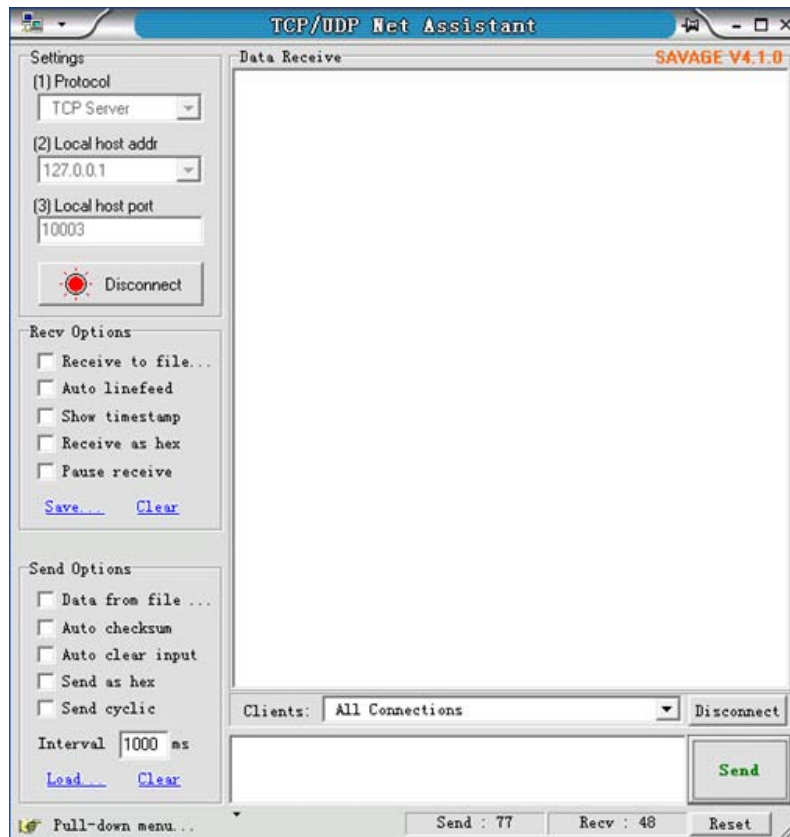 TCP/UDP Net Assistant
Settings
(1) Protocol
TCP Server
(2) Local host addr
127.0.0.1
(3) Local host port
10003
Disconnect
Recv Options
Receive to file...
Auto linefeed
Show timestamp
Receive as hex
Pause receive
Save... Clear
Send Options
Data from file ...
Auto checksum
Auto clear input
Send as hex
Send cyclic
Interval 1000 ms
Load... Clear
Data Receive SAVAGE V4.1.0
Clients: All Connections Disconnect
Send
Pull-down menu... Send : 77 Recv : 48 Reset